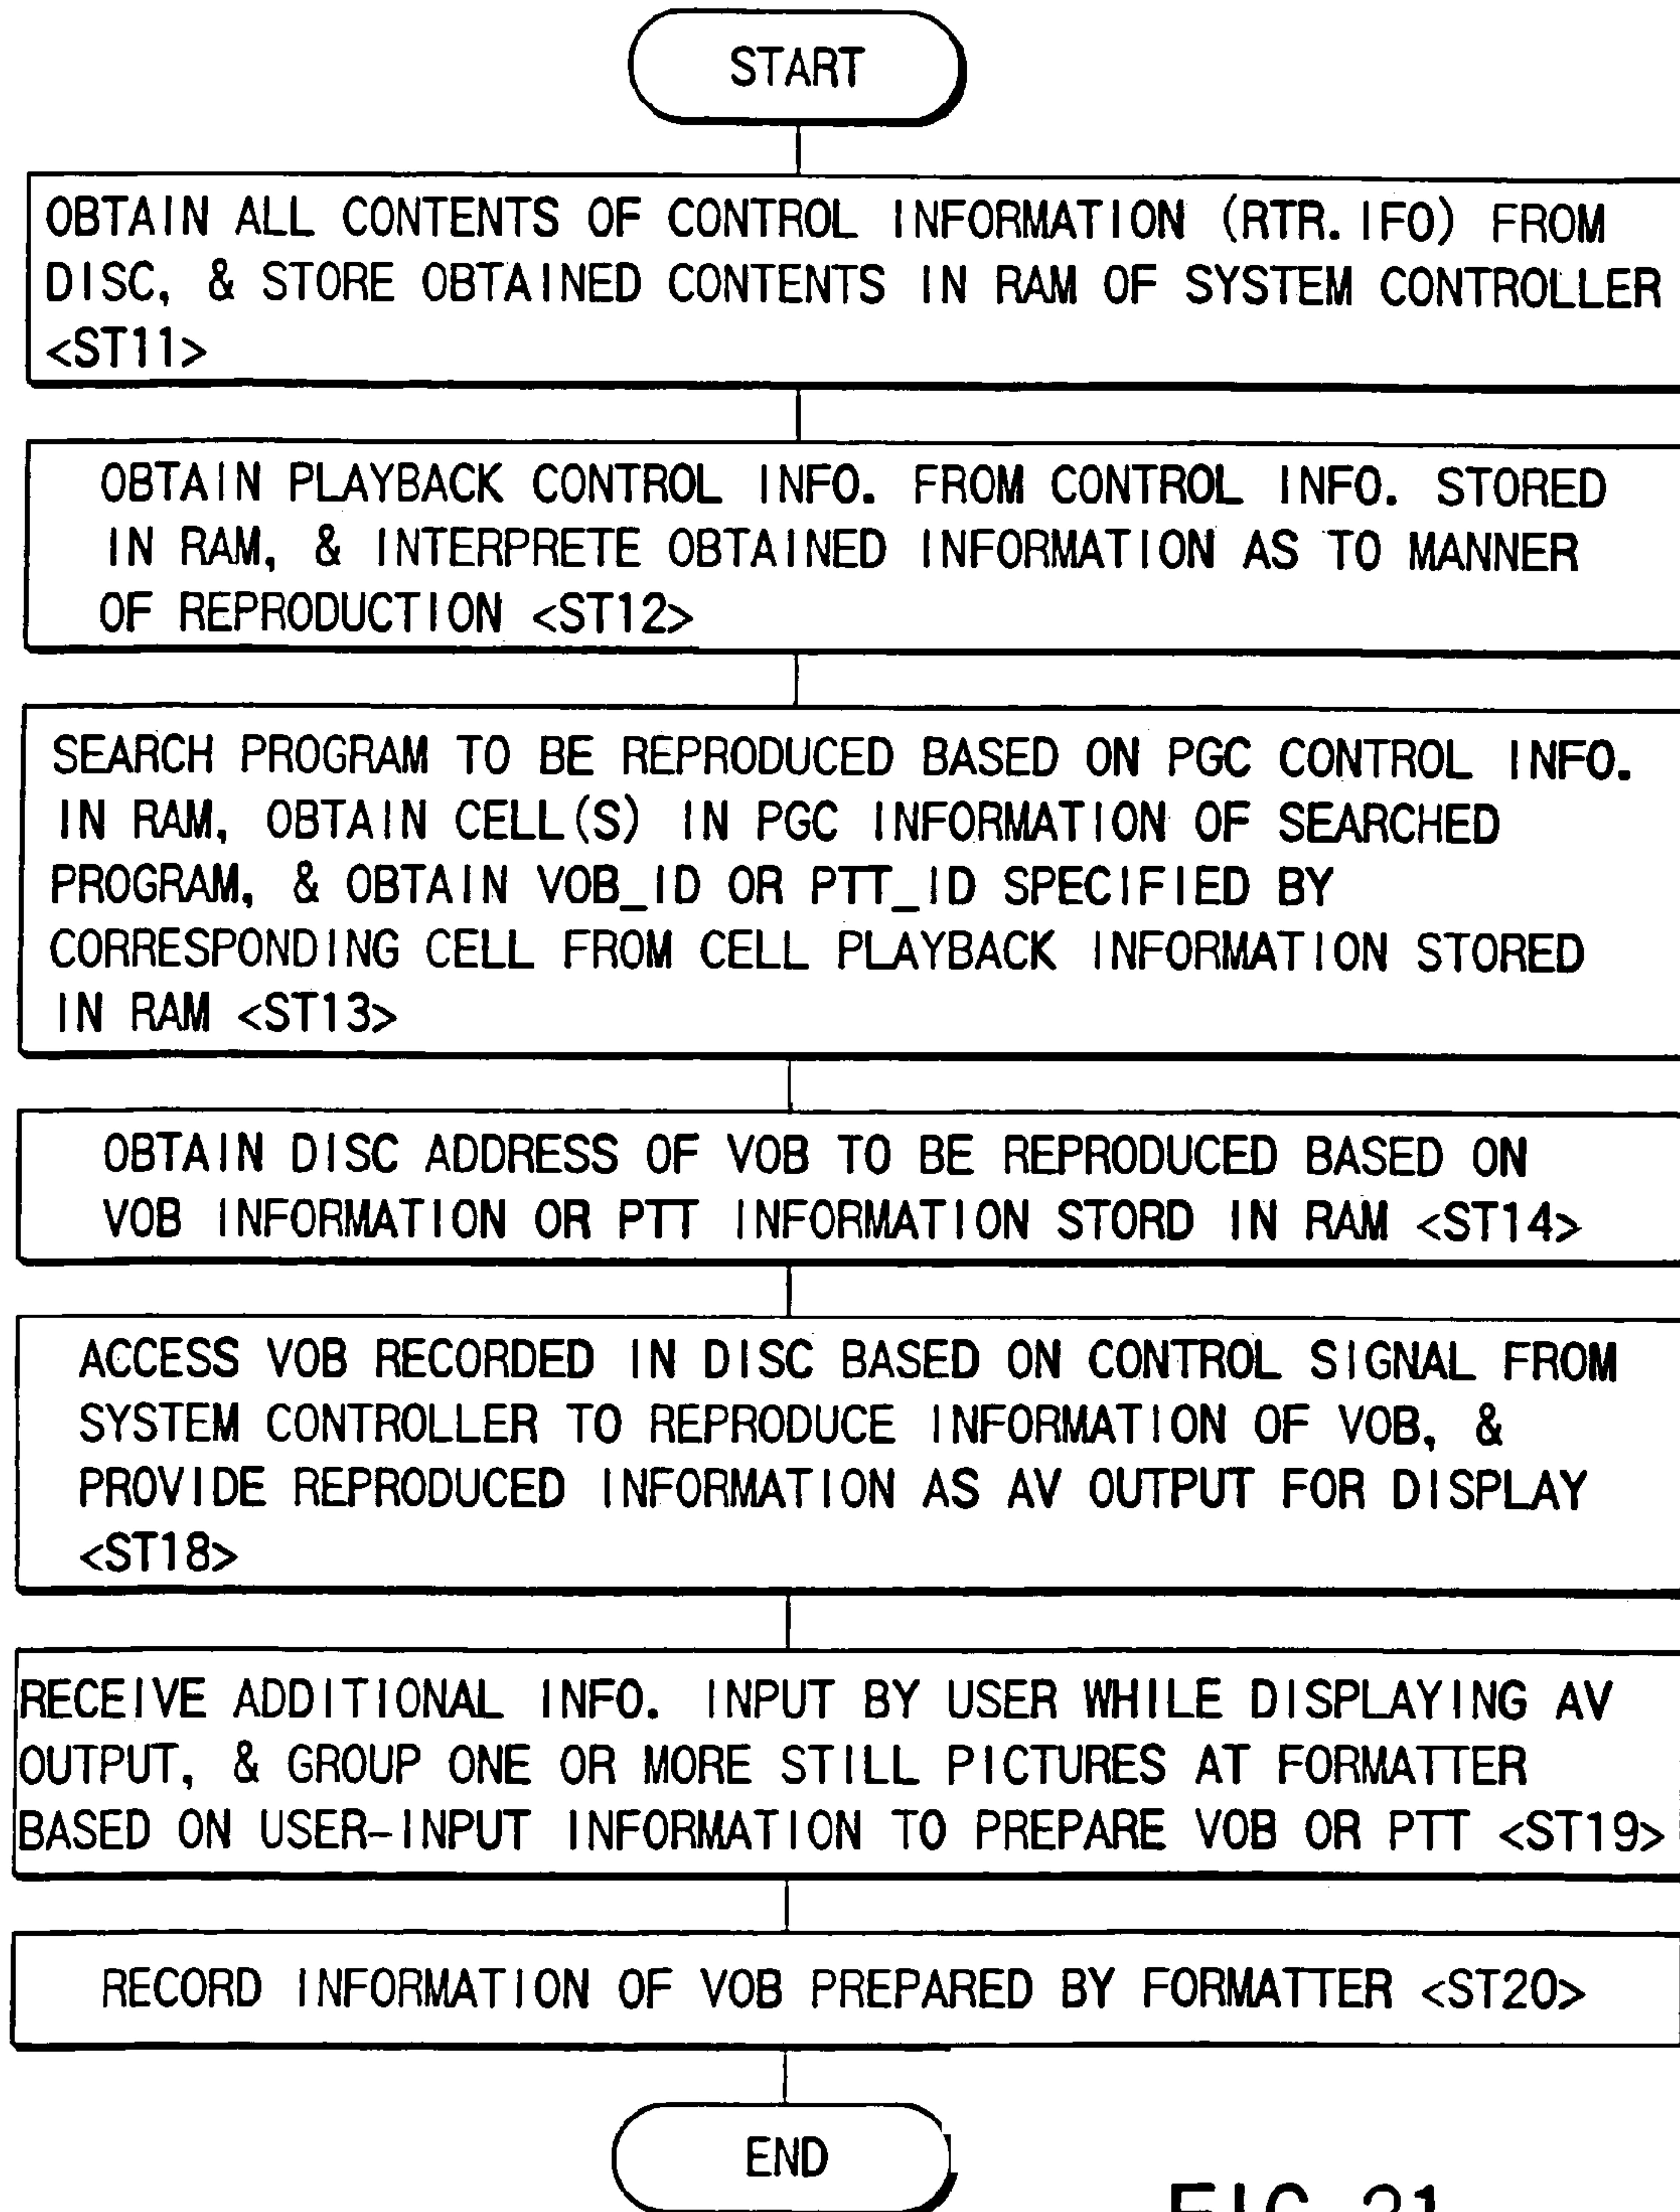 START
OBTAIN ALL CONTENTS OF CONTROL INFORMATION (RTR.IFO) FROM
DISC, & STORE OBTAINED CONTENTS IN RAM OF SYSTEM CONTROLLER
<ST11>
OBTAIN PLAYBACK CONTROL INFO. FROM CONTROL INFO. STORED
IN RAM, & INTERPRETE OBTAINED INFORMATION AS TO MANNER
OF REPRODUCTION <ST12>
SEARCH PROGRAM TO BE REPRODUCED BASED ON PGC CONTROL INFO.
IN RAM, OBTAIN CELL(S) IN PGC INFORMATION OF SEARCHED
PROGRAM, & OBTAIN VOB_ID OR PTT_ID SPECIFIED BY
CORRESPONDING CELL FROM CELL PLAYBACK INFORMATION STORED
IN RAM <ST13>
OBTAIN DISC ADDRESS OF VOB TO BE REPRODUCED BASED ON
VOB INFORMATION OR PTT INFORMATION STORD IN RAM <ST14>
ACCESS VOB RECORDED IN DISC BASED ON CONTROL SIGNAL FROM
SYSTEM CONTROLLER TO REPRODUCE INFORMATION OF VOB, &
PROVIDE REPRODUCED INFORMATION AS AV OUTPUT FOR DISPLAY
<ST18>
RECEIVE ADDITIONAL INFO. INPUT BY USER WHILE DISPLAYING AV
OUTPUT, & GROUP ONE OR MORE STILL PICTURES AT FORMATTER
BASED ON USER-INPUT INFORMATION TO PREPARE VOB OR PTT <ST19>
RECORD INFORMATION OF VOB PREPARED BY FORMATTER <ST20>
END
FIG. 21